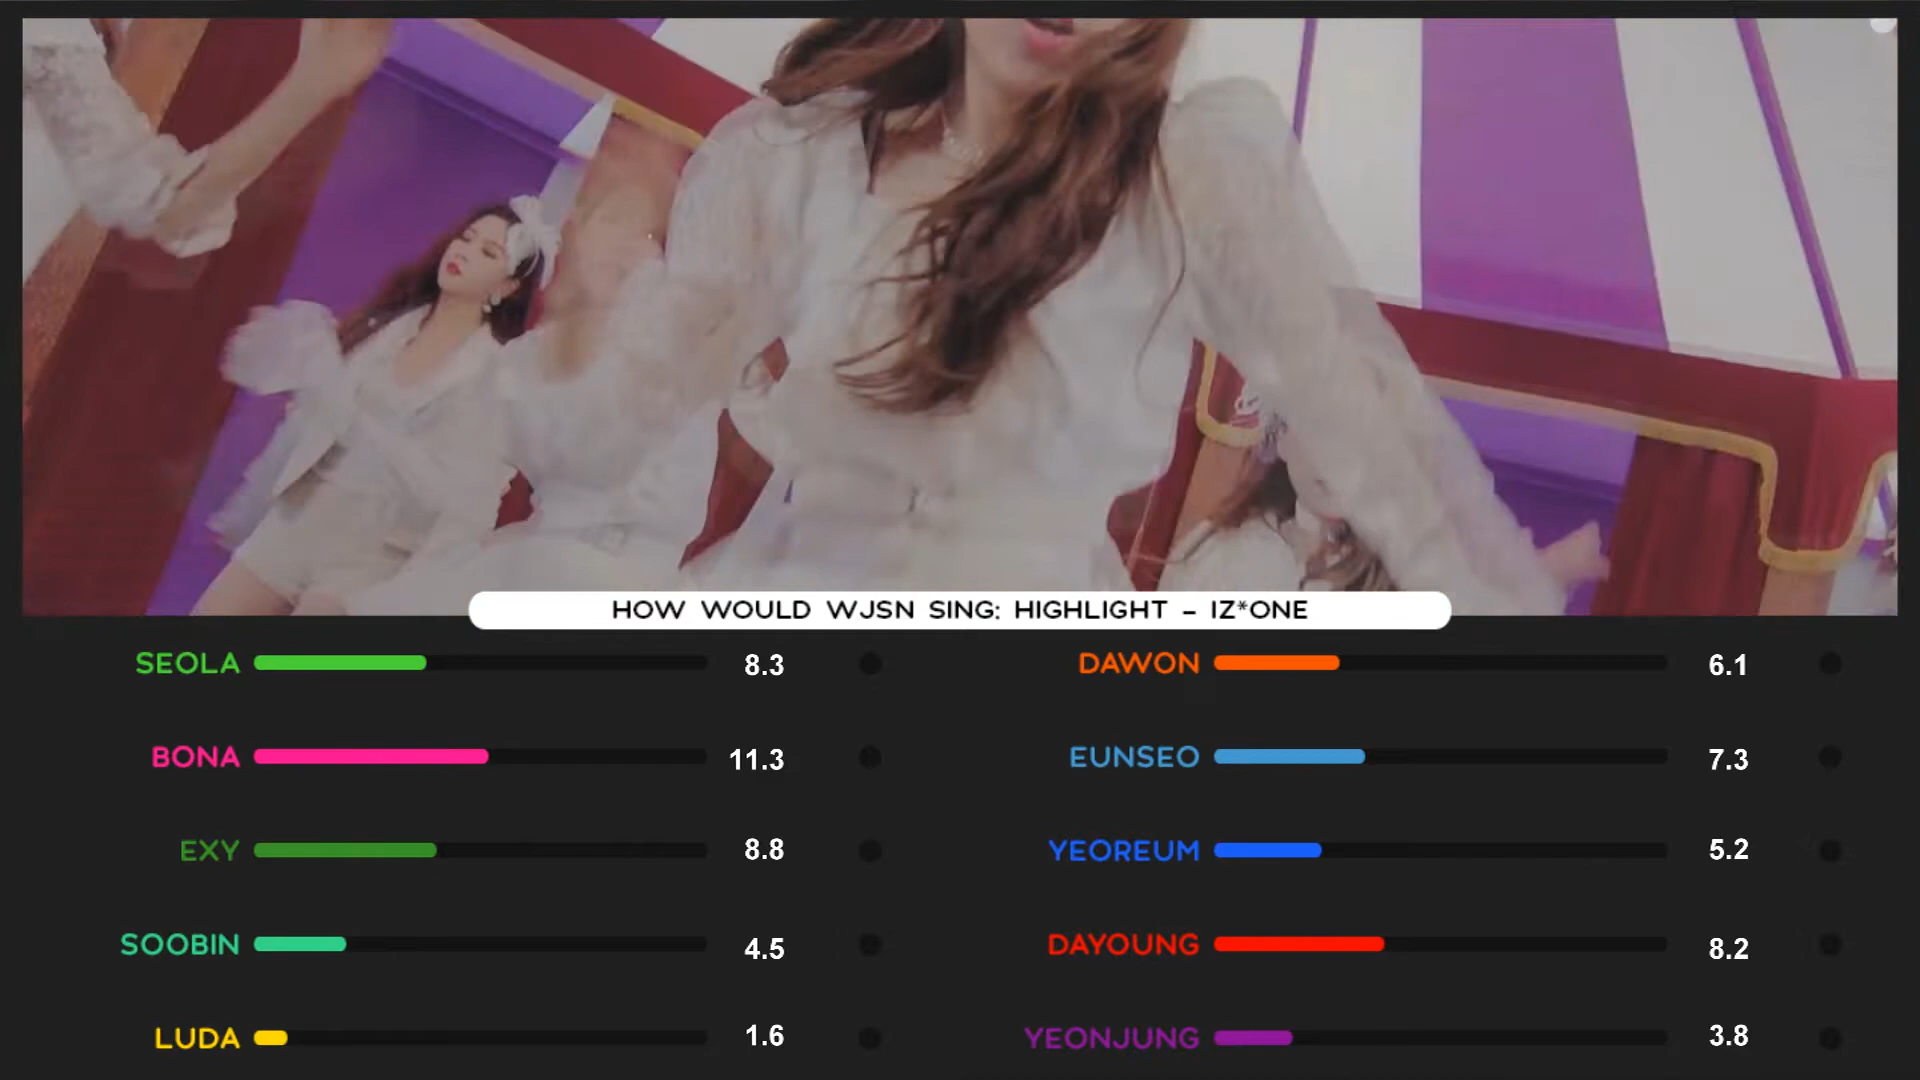 HOW WOULD WJSN SING: HIGHLIGHT – IZ*ONE
SEOLA 8.3
BONA 11.3
EXY 8.8
SOOBIN 4.5
LUDA 1.6
DAWON 6.1
EUNSEO 7.3
YEOREUM 5.2
DAYOUNG 8.2
YEONJUNG 3.8